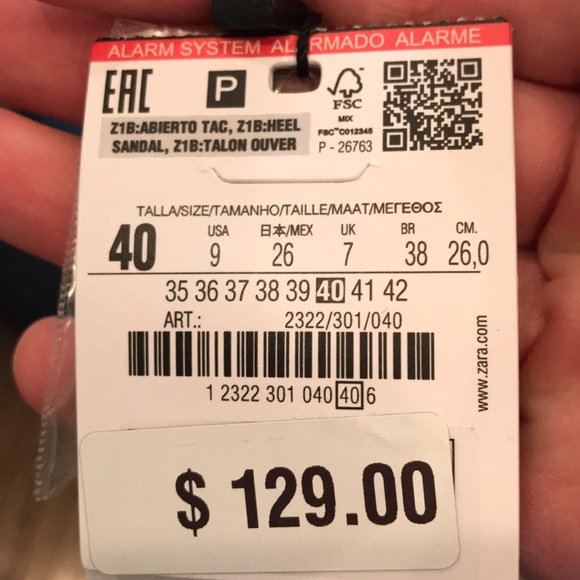 ALARM SYSTEM ALARMADO ALARME
EAC P FSC
MIX
FSC™C012345
Z1B:ABIERTO TAC, Z1B:HEEL
SANDAL, Z1B:TALON OUVER
P - 26763
TALLA/SIZE/TAMANHO/TAILLE/MAAT/ΜΕΓΕΘΟΣ
USA 日本/MEX UK BR CM.
40 9 26 7 38 26,0
35 36 37 38 39 40 41 42
ART.: 2322/301/040
1 2322 301 040 40 6
www.zara.com
$ 129.00